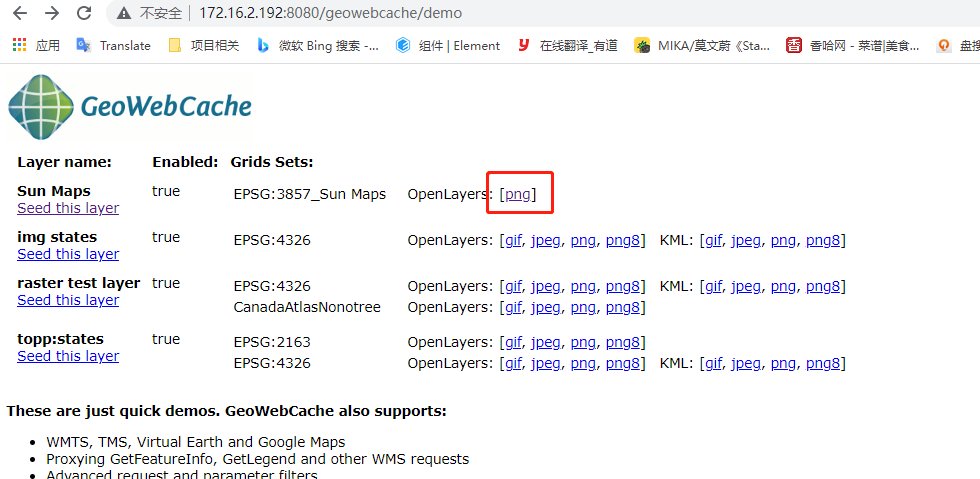 不安全 | 172.16.2.192:8080/geowebcache/demo
应用 Translate 项目相关 微软 Bing 搜索 -... 组件 | Element 在线翻译_有道 MIKA/莫文蔚《Sta... 香哈网 - 菜谱|美食... 盘搜
GeoWebCache
Layer name: Enabled: Grids Sets:
Sun Maps true EPSG:3857_Sun Maps OpenLayers: [png]
Seed this layer
img states true EPSG:4326 OpenLayers: [gif, jpeg, png, png8] KML: [gif, jpeg, png, png8]
Seed this layer
raster test layer true EPSG:4326 OpenLayers: [gif, jpeg, png, png8] KML: [gif, jpeg, png, png8]
Seed this layer CanadaAtlasNonotree OpenLayers: [gif, jpeg, png, png8]
topp:states true EPSG:2163 OpenLayers: [gif, jpeg, png, png8]
Seed this layer EPSG:4326 OpenLayers: [gif, jpeg, png, png8] KML: [gif, jpeg, png, png8]
These are just quick demos. GeoWebCache also supports:
• WMTS, TMS, Virtual Earth and Google Maps
• Proxying GetFeatureInfo, GetLegend and other WMS requests
• Advanced request and parameter filters